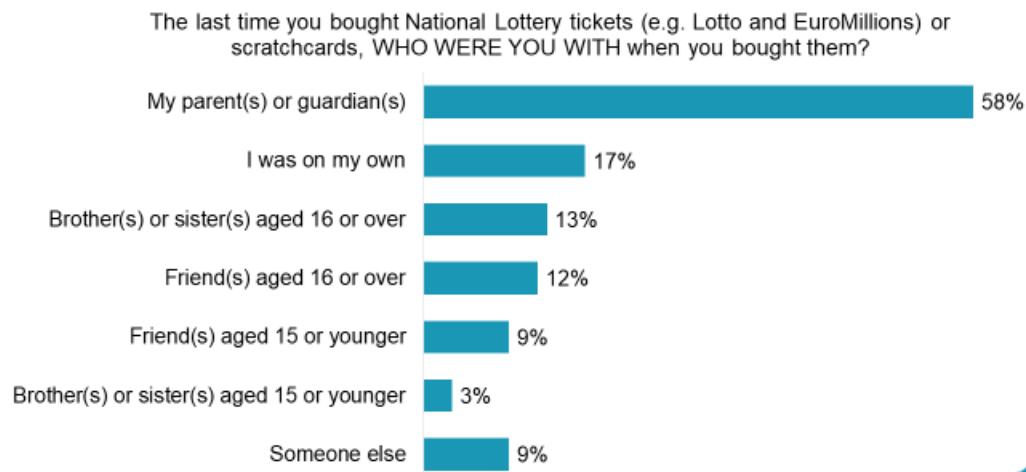 The last time you bought National Lottery tickets (e.g. Lotto and EuroMillions) or
scratchcards, WHO WERE YOU WITH when you bought them?
My parent(s) or guardian(s) 58%
I was on my own 17%
Brother(s) or sister(s) aged 16 or over 13%
Friend(s) aged 16 or over 12%
Friend(s) aged 15 or younger 9%
Brother(s) or sister(s) aged 15 or younger 3%
Someone else 9%